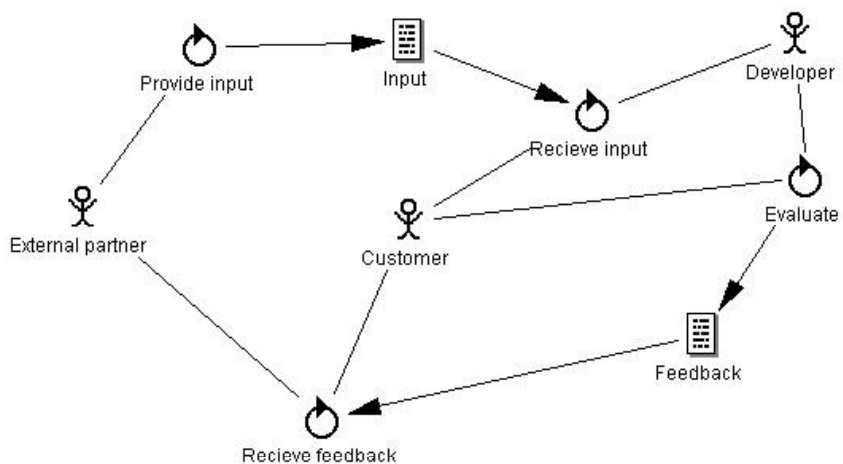 Provide input
Input
Developer
Recieve input
External partner
Customer
Evaluate
Feedback
Recieve feedback